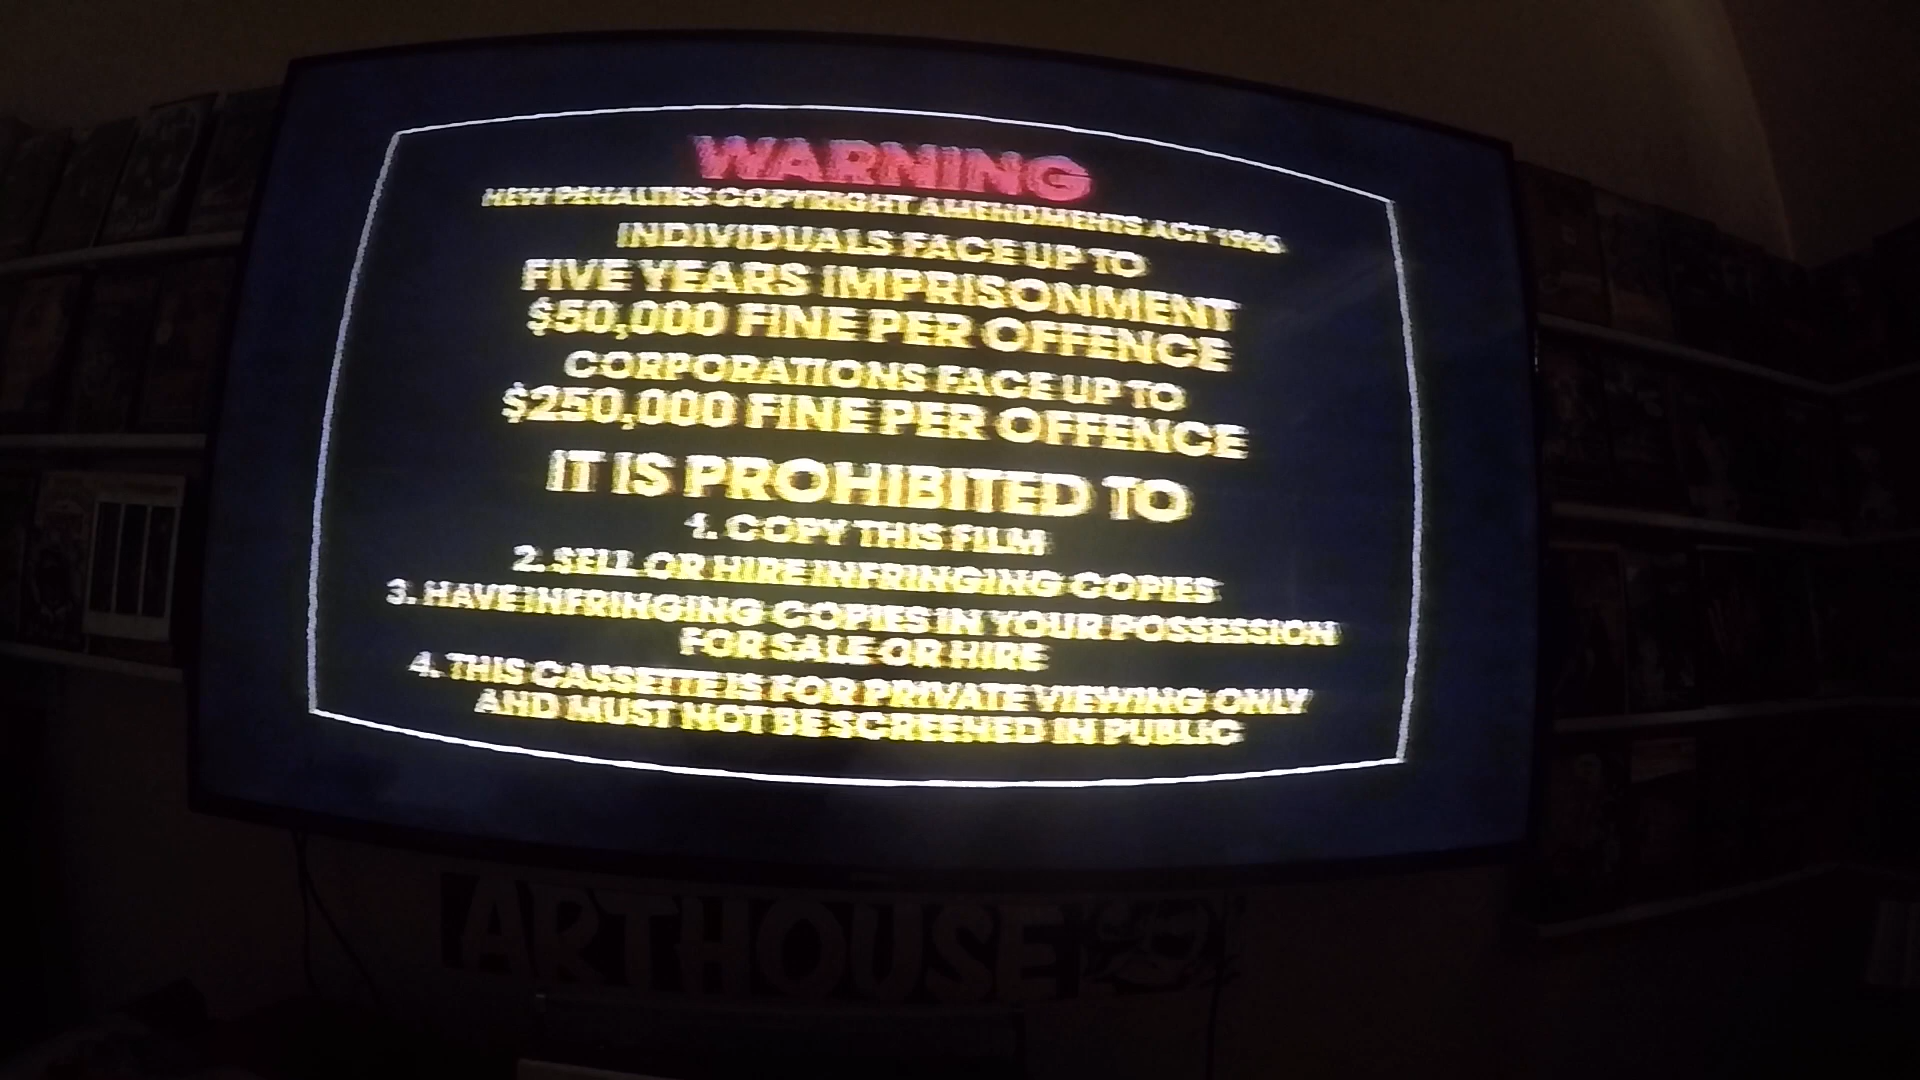 WARNING
NEW PENALTIES COPYRIGHT AMENDMENTS ACT 1986
INDIVIDUALS FACE UP TO
FIVE YEARS IMPRISONMENT
$50,000 FINE PER OFFENCE
CORPORATIONS FACE UP TO
$250,000 FINE PER OFFENCE
IT IS PROHIBITED TO
1. COPY THIS FILM
2. SELL OR HIRE INFRINGING COPIES
3. HAVE INFRINGING COPIES IN YOUR POSSESSION
FOR SALE OR HIRE
4. THIS CASSETTE IS FOR PRIVATE VIEWING ONLY
AND MUST NOT BE SCREENED IN PUBLIC
ARTHOUSE